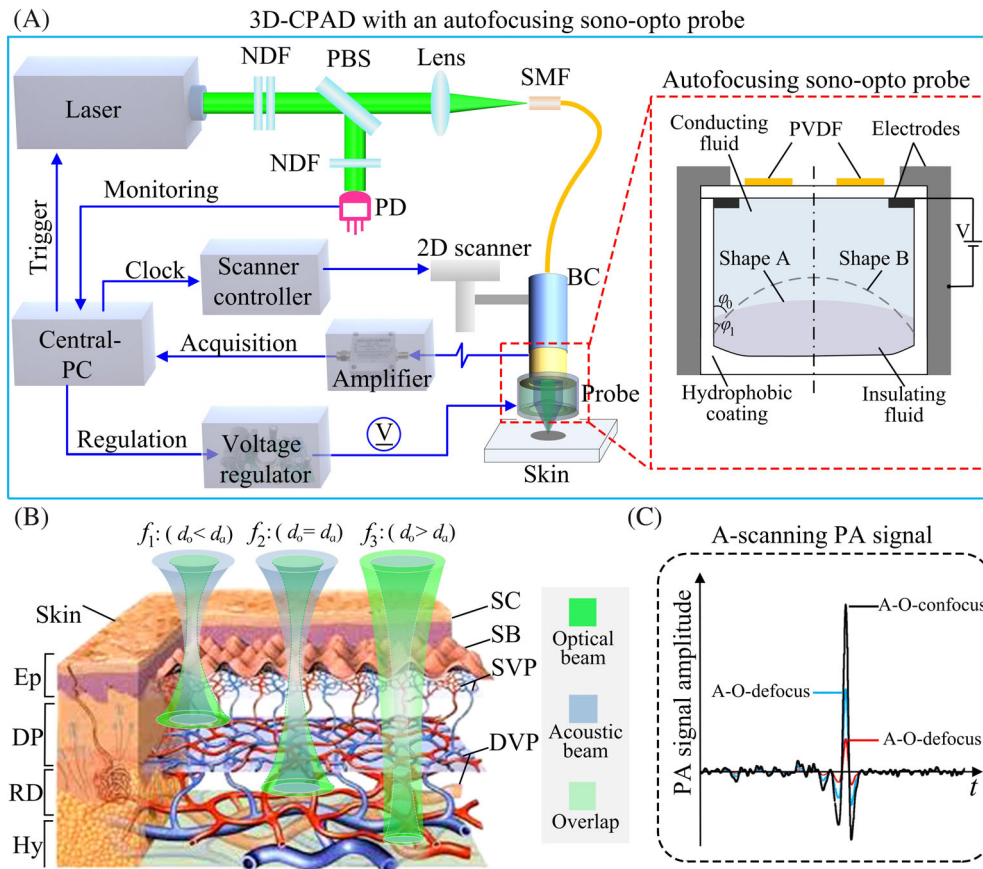 (A)
3D-CPAD with an autofocusing sono-opto probe
NDF
PBS
Lens
SMF
Laser
NDF
PD
Monitoring
Trigger
Clock
Scanner
controller
2D scanner
BC
Central-
PC
Acquisition
Amplifier
Probe
Regulation
Voltage
regulator
V
Skin
Autofocusing sono-opto probe
Conducting
fluid
PVDF
Electrodes
V
Shape A
Shape B
φ0
φ1
Hydrophobic
coating
Insulating
fluid
(B)
f1: ( do< da)
f2: ( do= da)
f3: ( do> da)
Skin
SC
SB
SVP
DVP
Ep
DP
RD
Hy
Optical
beam
Acoustic
beam
Overlap
(C)
A-scanning PA signal
PA signal amplitude
A-O-confocus
A-O-defocus
A-O-defocus
t